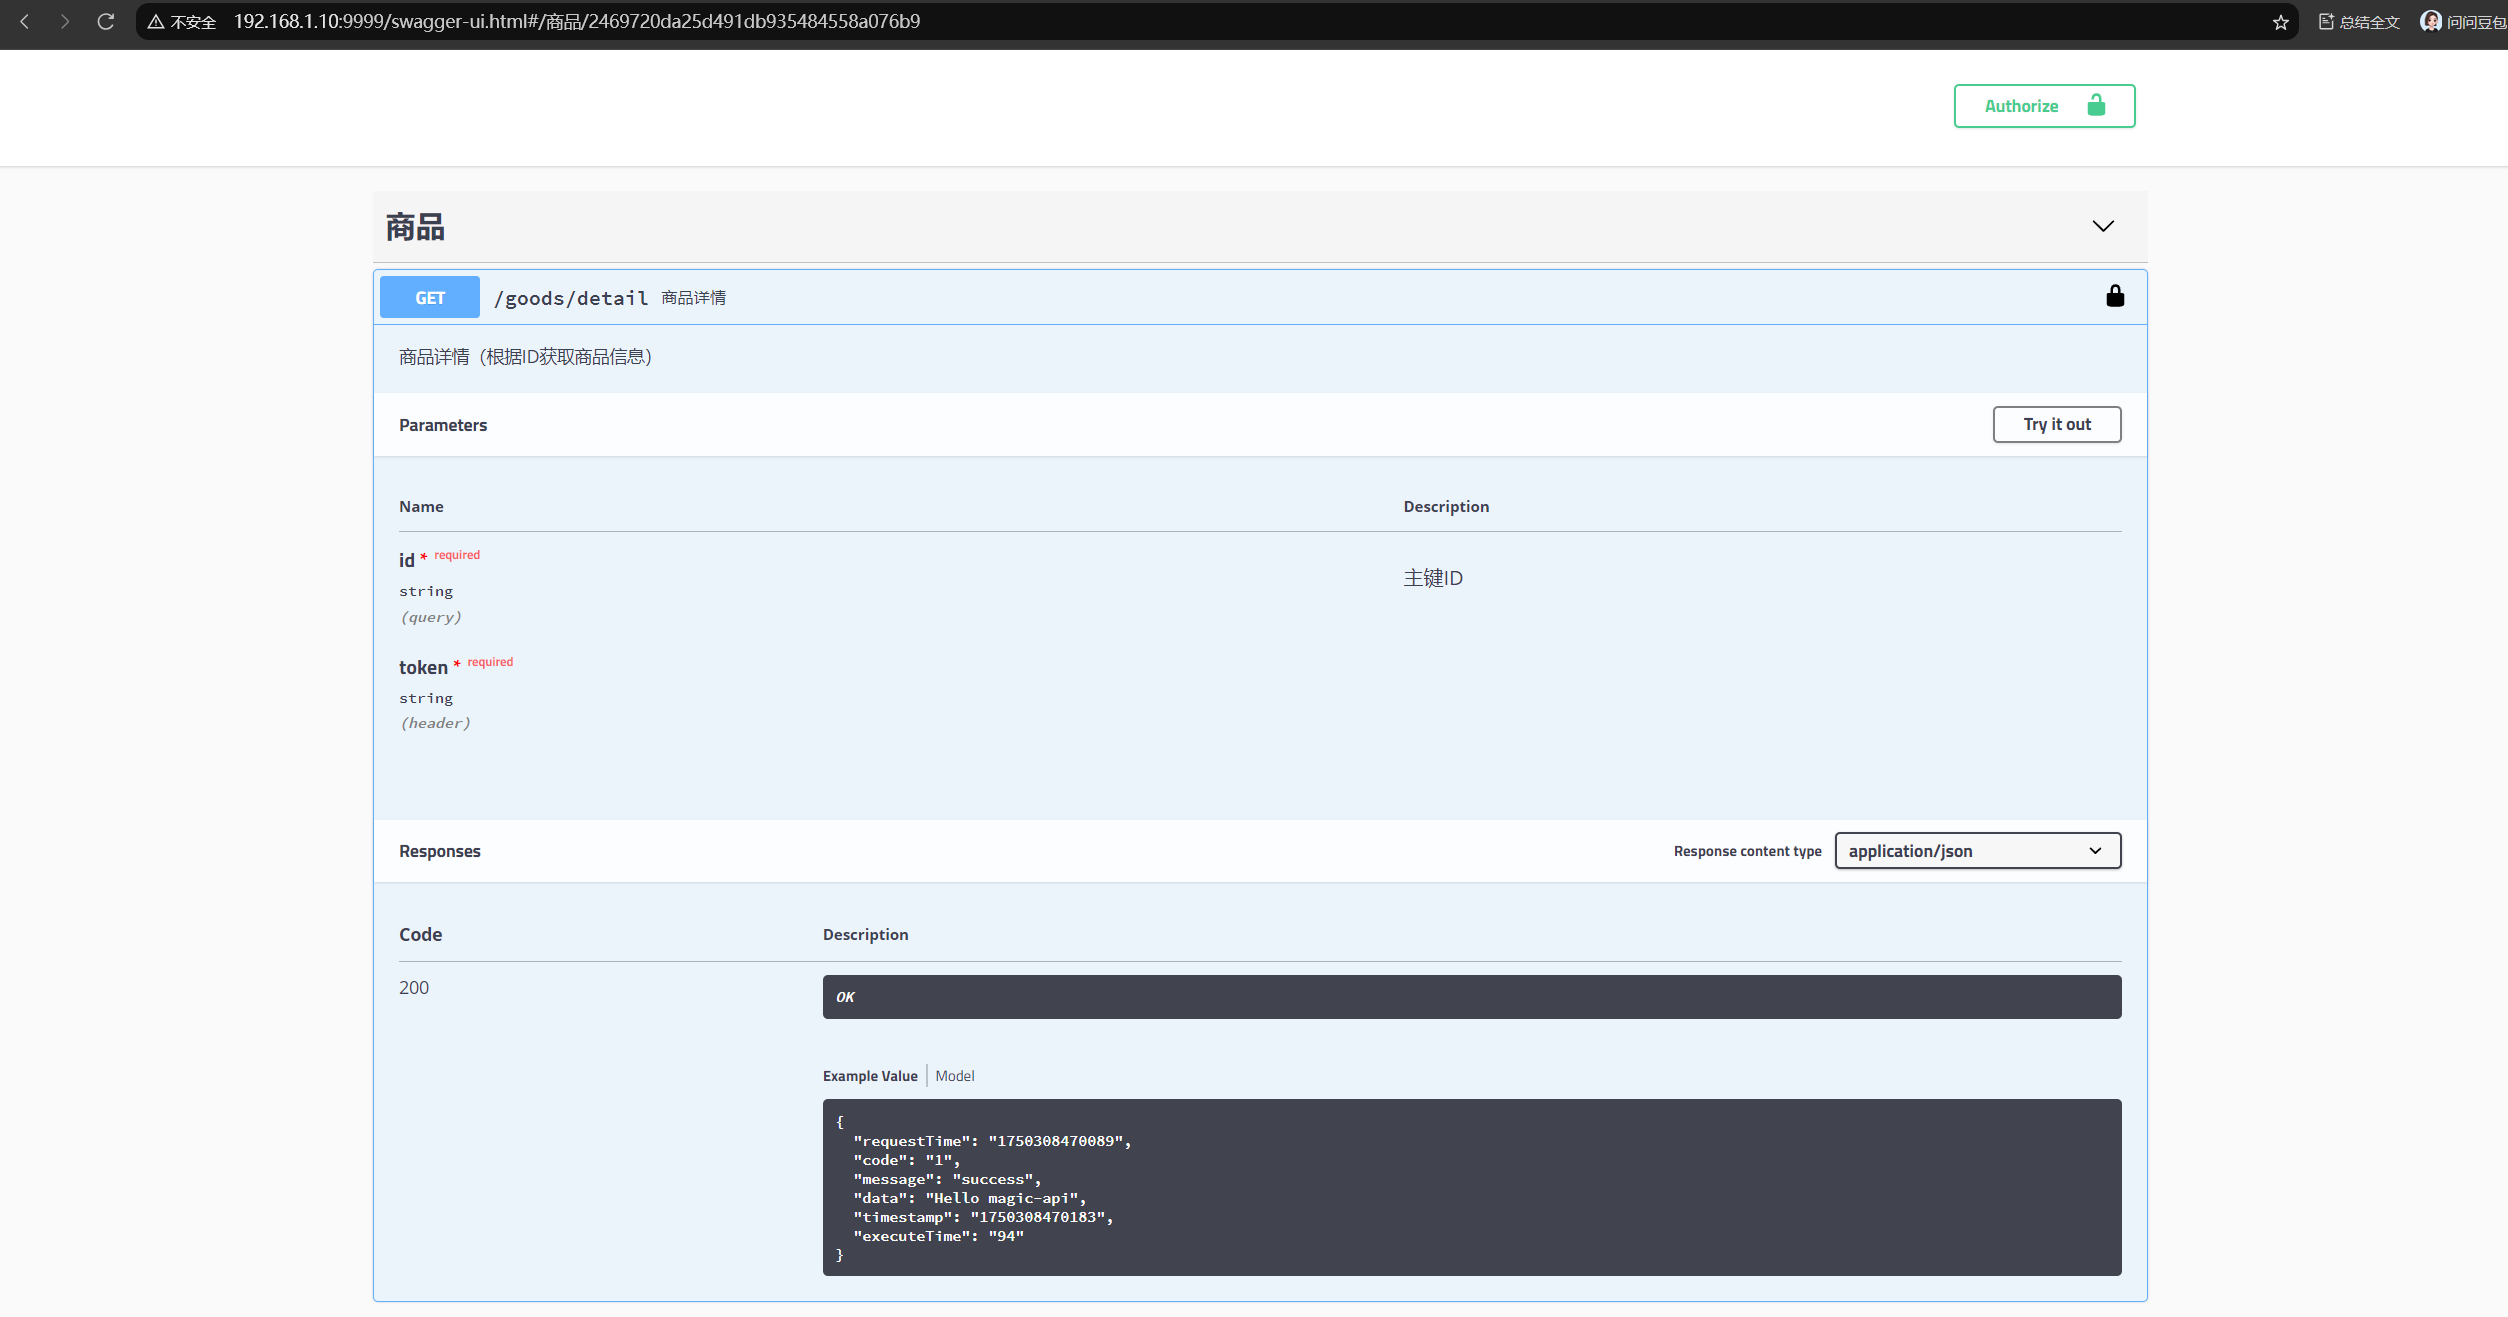 不安全 192.168.1.10:9999/swagger-ui.html#/商品/2469720da25d491db935484558a076b9 总结全文 问问豆包
Authorize
商品
GET /goods/detail 商品详情
商品详情（根据ID获取商品信息）
Parameters Try it out
Name Description
id * required
string
(query)
主键ID
token * required
string
(header)
Responses Response content type application/json
Code Description
200 OK
Example Value Model
{
"requestTime": "1750308470089",
"code": "1",
"message": "success",
"data": "Hello magic-api",
"timestamp": "1750308470183",
"executeTime": "94"
}